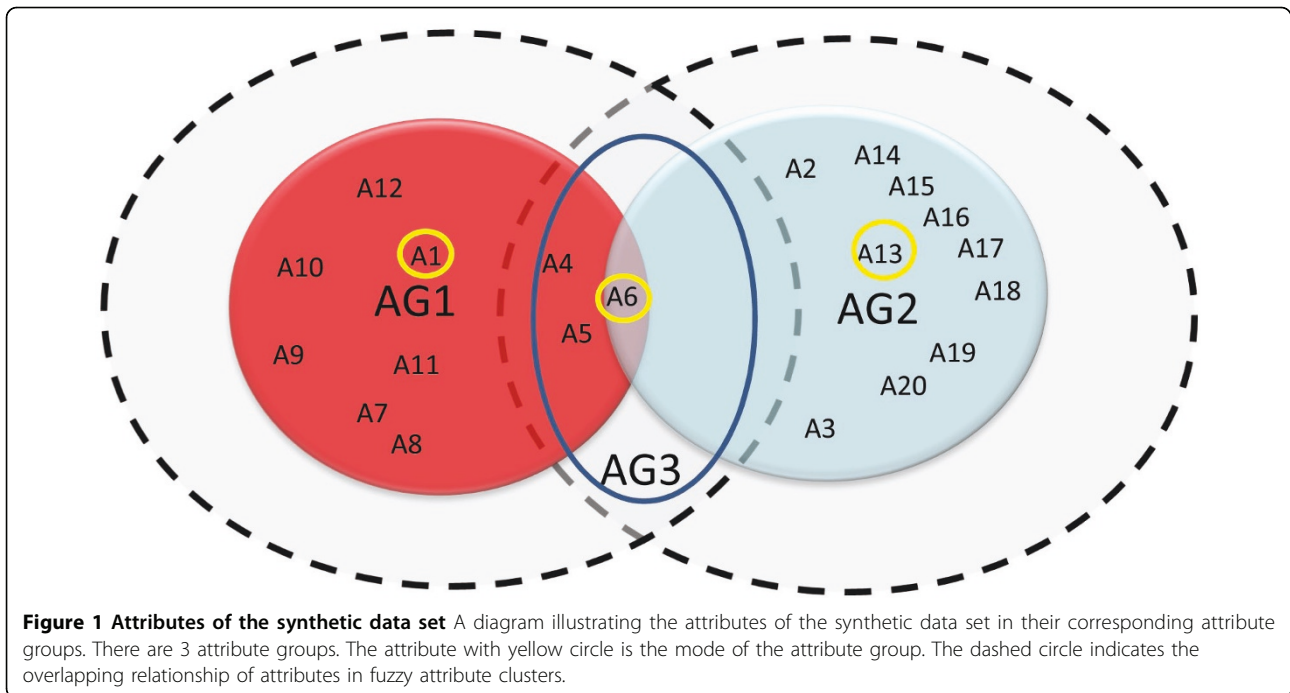 A12
A1
A10
AG1
A9
A11
A7
A8
A4
A6
A5
AG3
A2
A14
A15
A16
A13
A17
AG2
A18
A19
A20
A3
Figure 1 Attributes of the synthetic data set A diagram illustrating the attributes of the synthetic data set in their corresponding attribute
groups. There are 3 attribute groups. The attribute with yellow circle is the mode of the attribute group. The dashed circle indicates the
overlapping relationship of attributes in fuzzy attribute clusters.